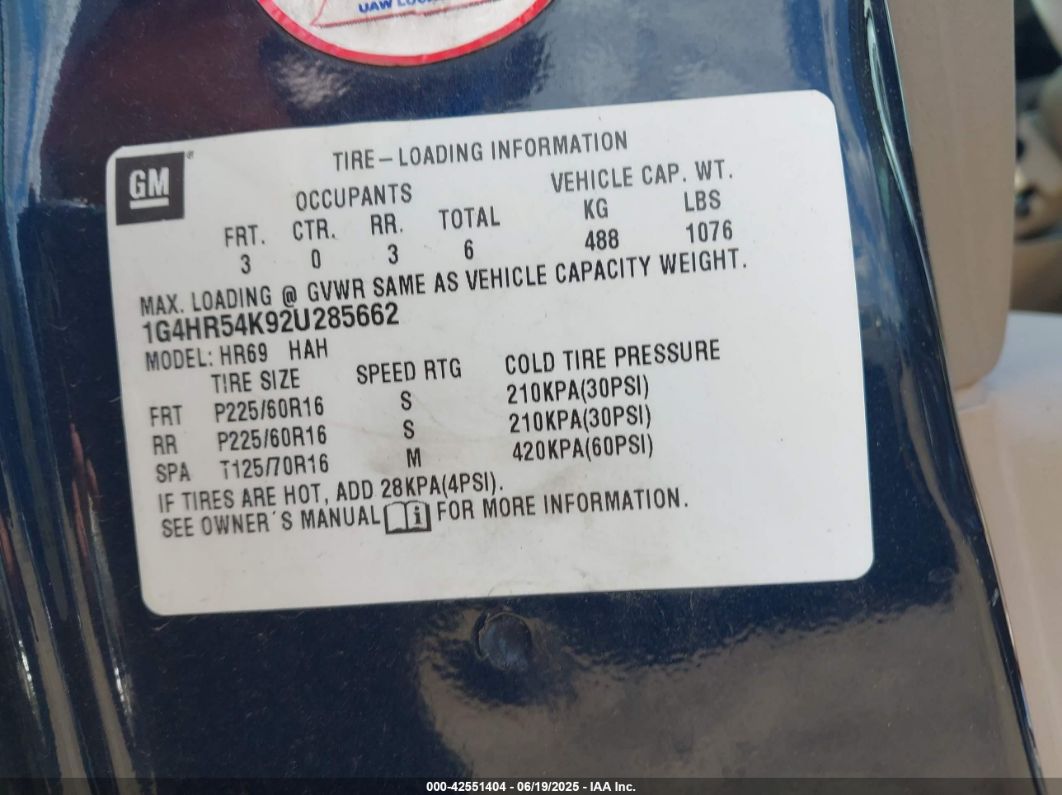 UAW
GM
TIRE–LOADING INFORMATION
OCCUPANTS VEHICLE CAP. WT.
FRT. CTR. RR. TOTAL KG LBS
3 0 3 6 488 1076
MAX. LOADING @ GVWR SAME AS VEHICLE CAPACITY WEIGHT.
1G4HR54K92U285662
MODEL: HR69 HAH
TIRE SIZE SPEED RTG COLD TIRE PRESSURE
FRT P225/60R16 S 210KPA(30PSI)
RR P225/60R16 S 210KPA(30PSI)
SPA T125/70R16 M 420KPA(60PSI)
IF TIRES ARE HOT, ADD 28KPA(4PSI).
SEE OWNER'S MANUAL i FOR MORE INFORMATION.
000-42551404 - 06/19/2025 - IAA Inc.